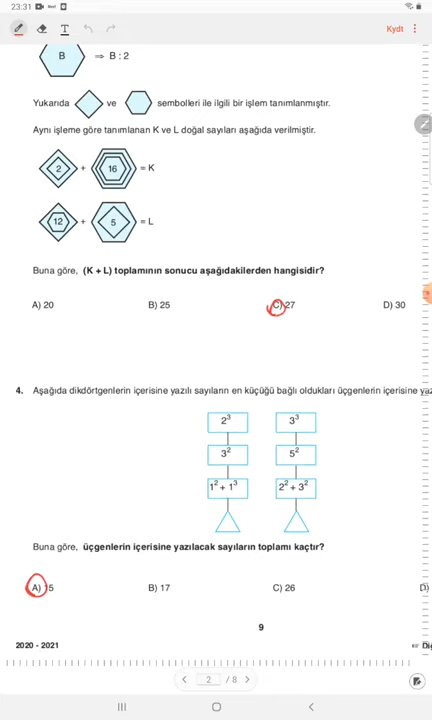 23:31
Kydt
B ⇒ B : 2
Yukarıda ve sembolleri ile ilgili bir işlem tanımlanmıştır.
Aynı işleme göre tanımlanan K ve L doğal sayıları aşağıda verilmiştir.
2 + 16 = K
12 + 5 = L
Buna göre, (K + L) toplamının sonucu aşağıdakilerden hangisidir?
A) 20 B) 25 C) 27 D) 30
4. Aşağıda dikdörtgenlerin içerisine yazılı sayıların en küçüğü bağlı oldukları üçgenlerin içerisine yaz
2³ 3³
3² 5²
1² + 1³ 2² + 3²
Buna göre, üçgenlerin içerisine yazılacak sayıların toplamı kaçtır?
A) 15 B) 17 C) 26 D)
9
2020 - 2021 Dig
2 / 8